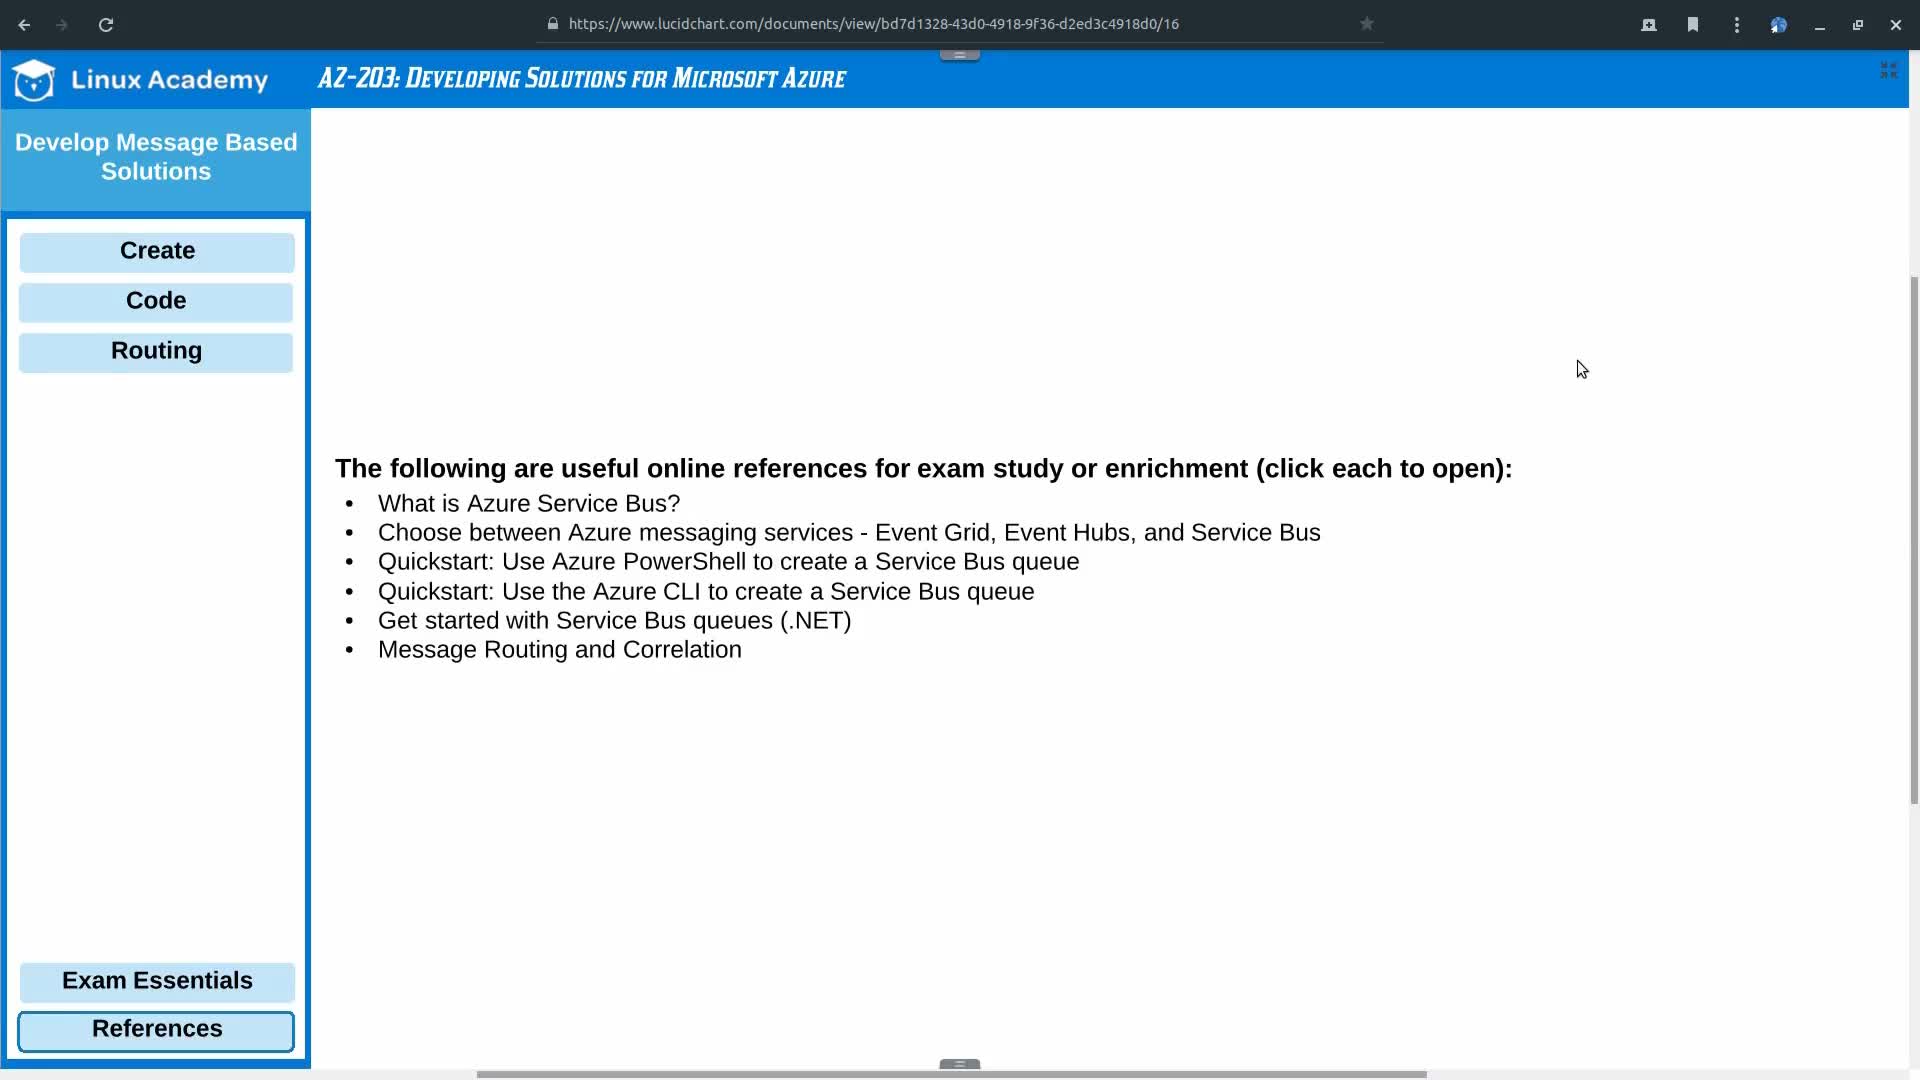 https://www.lucidchart.com/documents/view/bd7d1328-43d0-4918-9f36-d2ed3c4918d0/16
Linux Academy
AZ-203: Developing Solutions for Microsoft Azure
Develop Message Based
Solutions
Create
Code
Routing
The following are useful online references for exam study or enrichment (click each to open):
• What is Azure Service Bus?
• Choose between Azure messaging services - Event Grid, Event Hubs, and Service Bus
• Quickstart: Use Azure PowerShell to create a Service Bus queue
• Quickstart: Use the Azure CLI to create a Service Bus queue
• Get started with Service Bus queues (.NET)
• Message Routing and Correlation
Exam Essentials
References